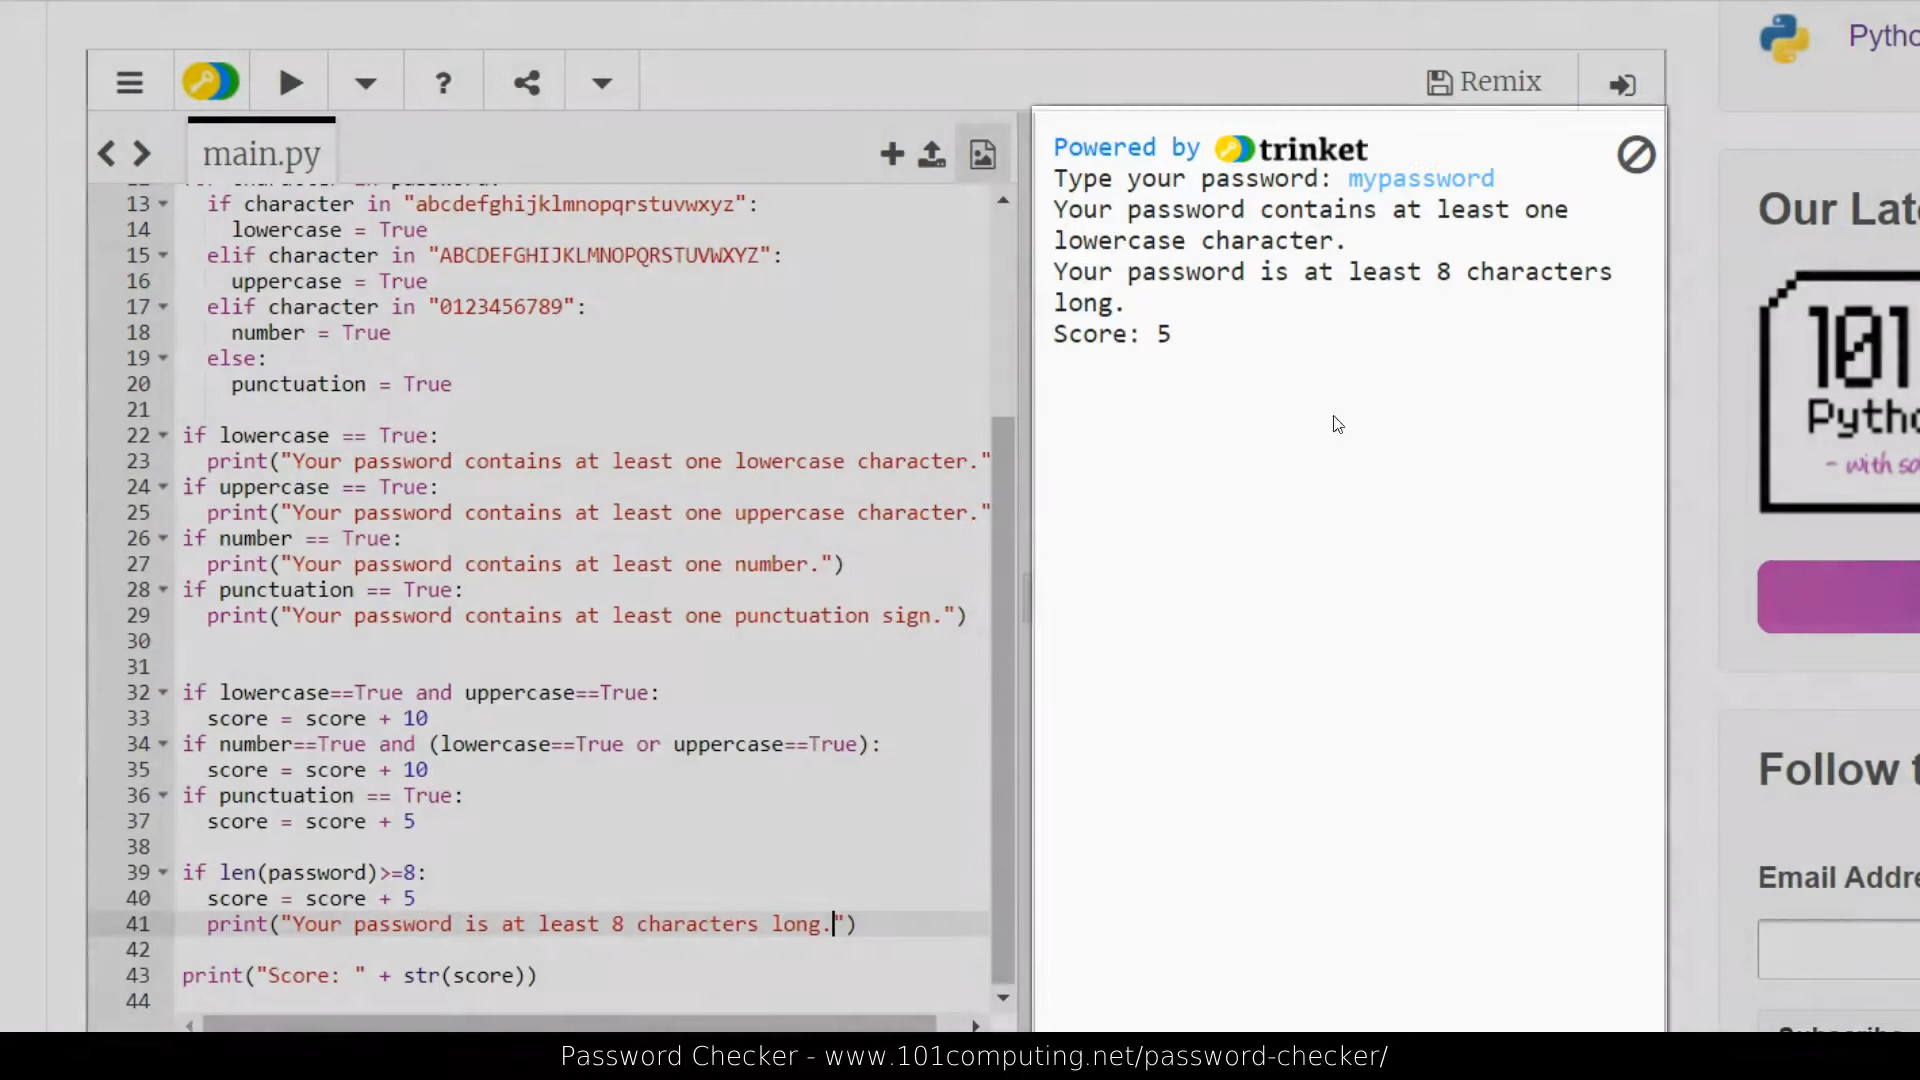 Pytho
Remix
main.py
13 if character in "abcdefghijklmnopqrstuvwxyz":
14 lowercase = True
15 elif character in "ABCDEFGHIJKLMNOPQRSTUVWXYZ":
16 uppercase = True
17 elif character in "0123456789":
18 number = True
19 else:
20 punctuation = True
21
22 if lowercase == True:
23 print("Your password contains at least one lowercase character."
24 if uppercase == True:
25 print("Your password contains at least one uppercase character."
26 if number == True:
27 print("Your password contains at least one number.")
28 if punctuation == True:
29 print("Your password contains at least one punctuation sign.")
30
31
32 if lowercase==True and uppercase==True:
33 score = score + 10
34 if number==True and (lowercase==True or uppercase==True):
35 score = score + 10
36 if punctuation == True:
37 score = score + 5
38
39 if len(password)>=8:
40 score = score + 5
41 print("Your password is at least 8 characters long.")
42
43 print("Score: " + str(score))
44
Powered by trinket
Type your password: mypassword
Your password contains at least one
lowercase character.
Your password is at least 8 characters
long.
Score: 5
Our Late
101
Pytho
- with so
Follow t
Email Addre
Password Checker - www.101computing.net/password-checker/